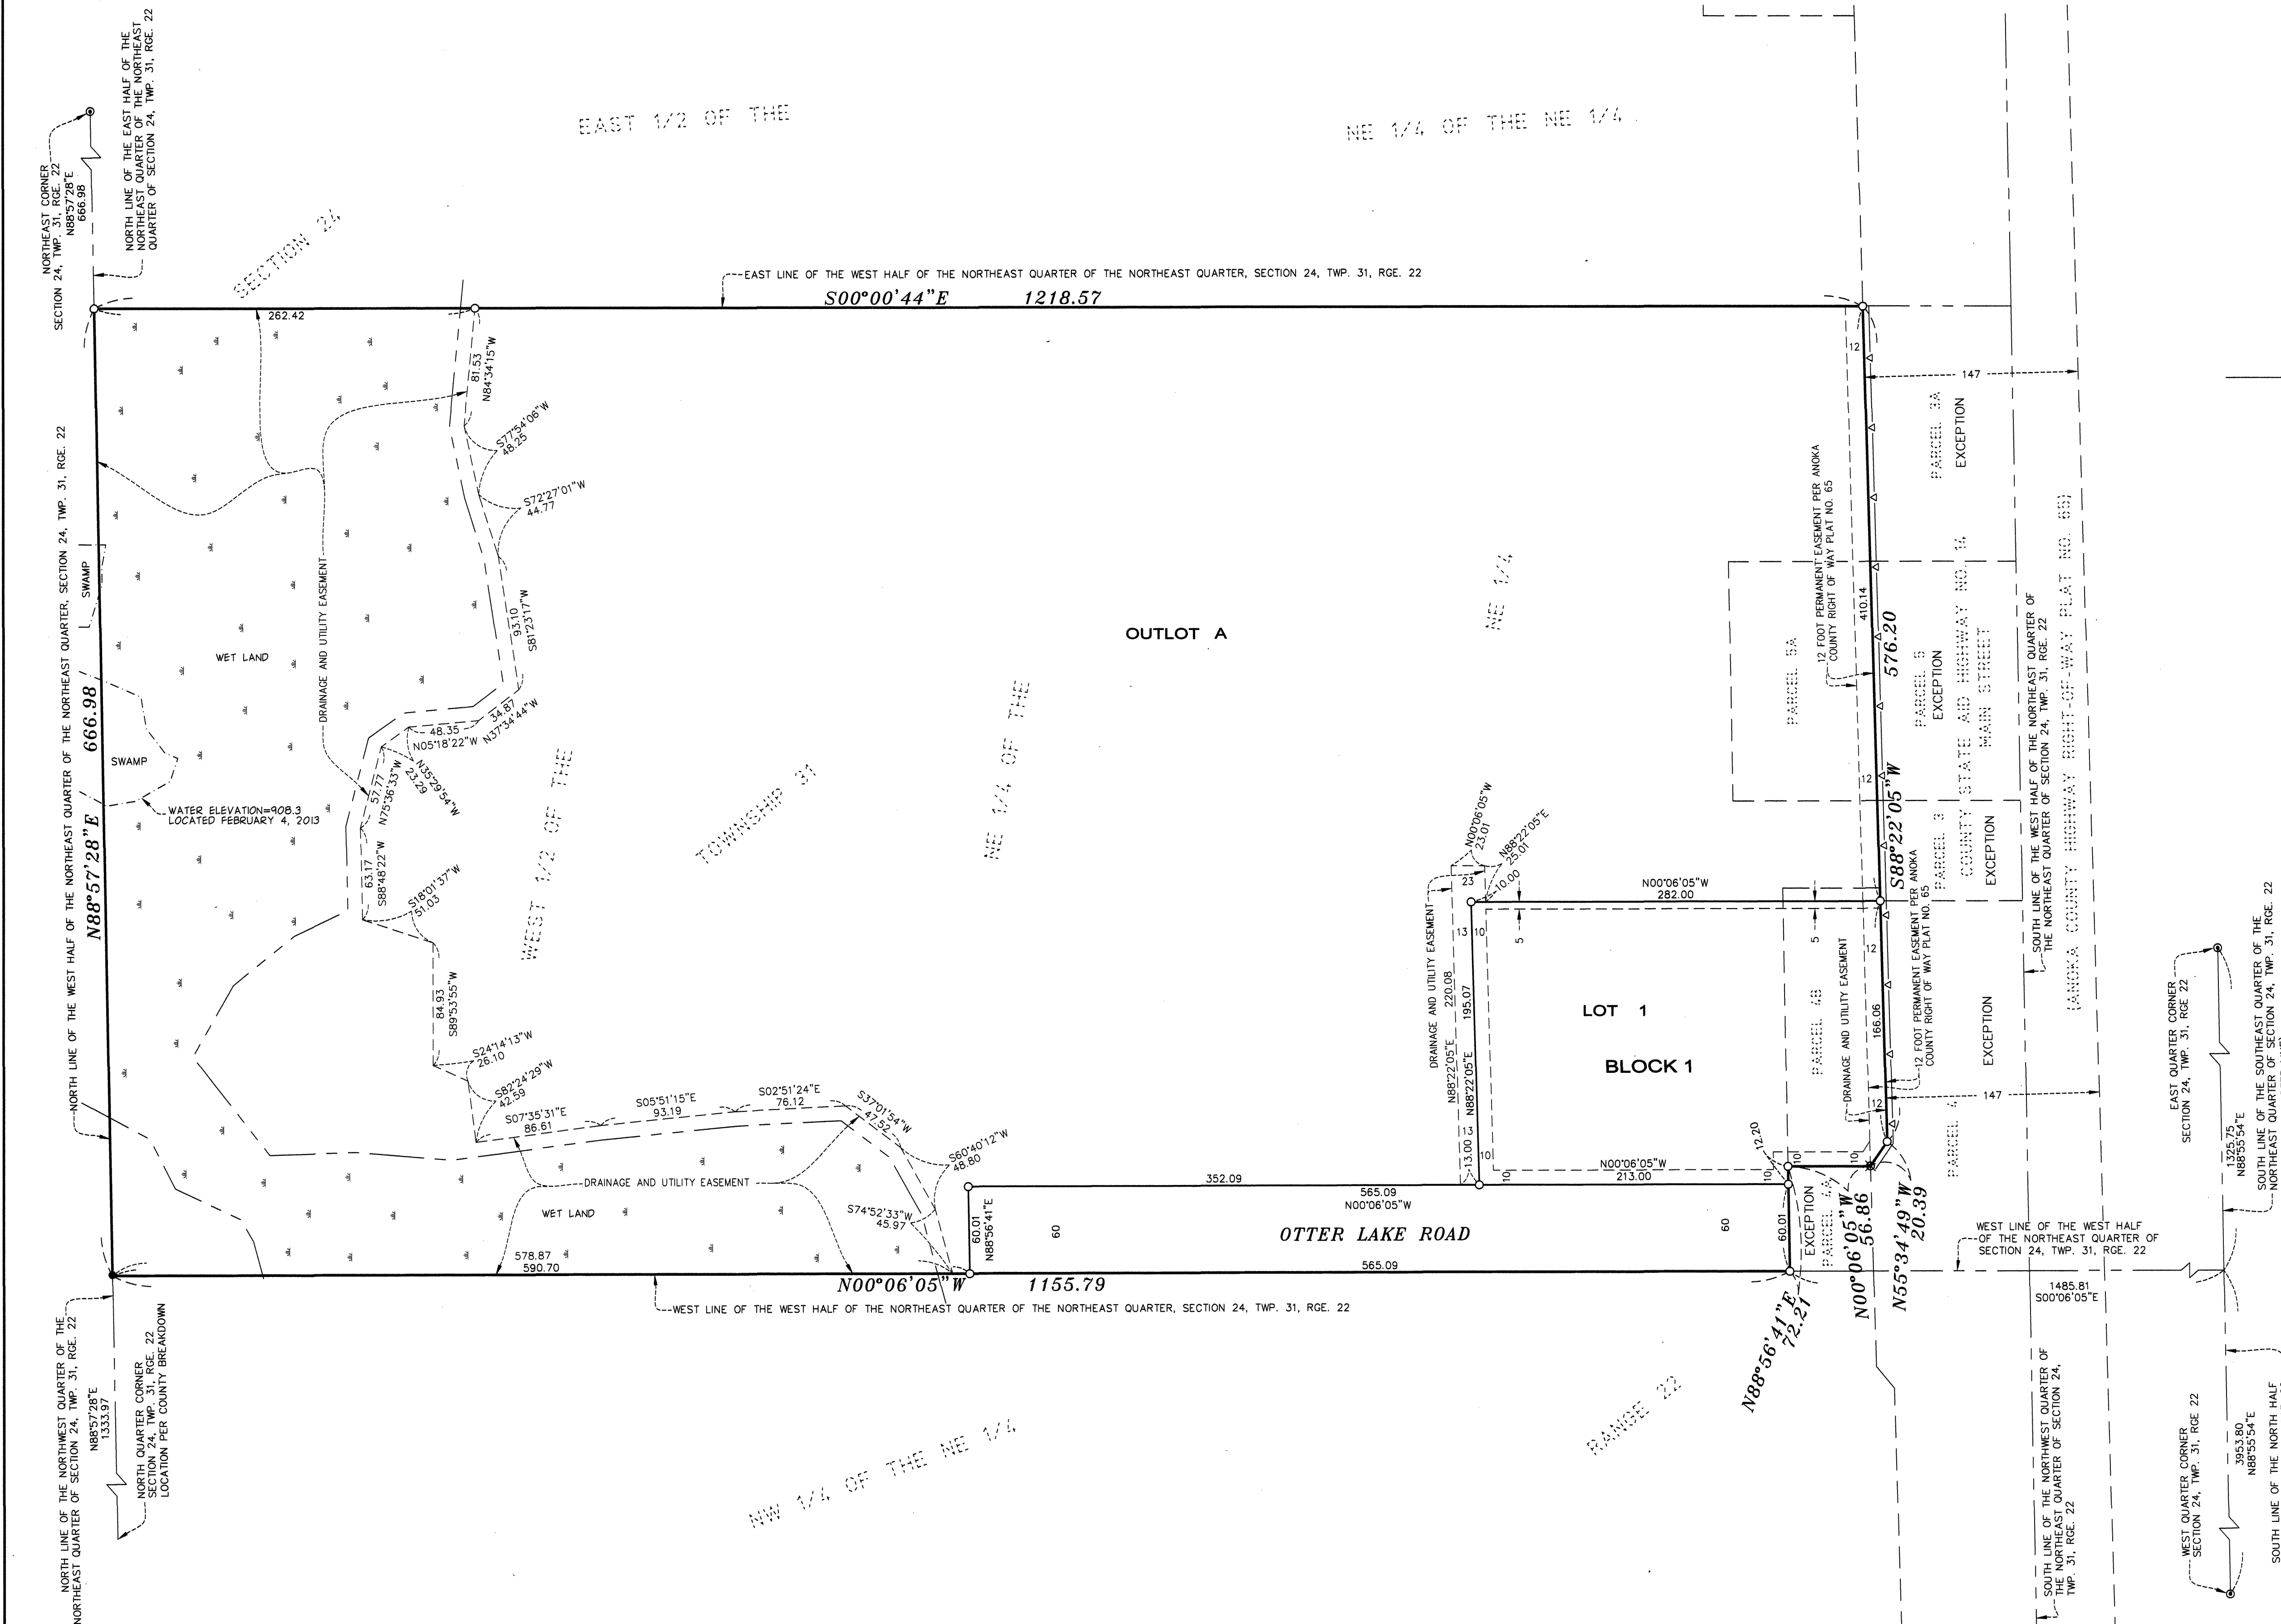 NORTHEAST CORNER
SECTION 24, TWP. 31, RGE. 22
N88°57'28"E
666.98
NORTH LINE OF THE EAST HALF OF THE
NORTHEAST QUARTER OF THE NORTHEAST
QUARTER OF SECTION 24, TWP. 31, RGE. 22
EAST 1/2 OF THE
NE 1/4 OF THE NE 1/4
SECTION 24
EAST LINE OF THE WEST HALF OF THE NORTHEAST QUARTER OF THE NORTHEAST QUARTER, SECTION 24, TWP. 31, RGE. 22
S00°00'44"E 1218.57
262.42
81.53
N84°34'15"W
S77°54'06"W
48.25
S72°27'01"W
44.77
93.10
S81°23'17"W
34.87
N37°34'44"W
48.35
N05°18'22"W
N35°29'54"W
23.29
57.77
N75°36'33"W
63.17
S88°48'22"W
S18°01'37"W
51.03
84.93
S89°53'55"W
S24°14'13"W
26.10
S82°24'29"W
42.59
S07°35'31"E
86.61
S05°51'15"E
93.19
S02°51'24"E
76.12
S37°01'54"W
47.52
S60°40'12"W
48.80
S74°52'33"W
45.97
NORTH LINE OF THE WEST HALF OF THE NORTHEAST QUARTER OF THE NORTHEAST QUARTER, SECTION 24, TWP. 31, RGE. 22
N88°57'28"E 666.98
SWAMP
SWAMP
WET LAND
DRAINAGE AND UTILITY EASEMENT
WATER ELEVATION=908.3
LOCATED FEBRUARY 4, 2013
WEST 1/2 OF THE
TOWNSHIP 31
NE 1/4 OF THE
NE 1/4
OUTLOT A
12
147
12 FOOT PERMANENT EASEMENT PER ANOKA
COUNTY RIGHT OF WAY PLAT NO. 65
410.14
576.20
S88°22'05"W
PARCEL 3A
EXCEPTION
PARCEL 5A
PARCEL 5
EXCEPTION
PARCEL 3
EXCEPTION
COUNTY STATE AID HIGHWAY NO. 14
MAIN STREET
SOUTH LINE OF THE WEST HALF OF THE NORTHEAST QUARTER OF
THE NORTHEAST QUARTER OF SECTION 24, TWP. 31, RGE. 22
(ANOKA COUNTY HIGHWAY RIGHT-OF-WAY PLAT NO. 65)
12
N00°06'05"W
23.01
N88°22'05"E
25.01
23
10.00
N00°06'05"W
282.00
5
5
13
10
DRAINAGE AND UTILITY EASEMENT
N88°22'05"E 220.08
N88°22'05"E
195.07
13
13.00
10
LOT 1
BLOCK 1
PARCEL 4B
DRAINAGE AND UTILITY EASEMENT
12
166.06
12 FOOT PERMANENT EASEMENT PER ANOKA
COUNTY RIGHT OF WAY PLAT NO. 65
12
EXCEPTION
147
PARCEL 4
N00°06'05"W
213.00
10
10
10
12.20
DRAINAGE AND UTILITY EASEMENT
WET LAND
352.09
565.09
N00°06'05"W
60.01
N88°56'41"E
60
OTTER LAKE ROAD
60
60.01
EXCEPTION
PARCEL 4A
578.87
590.70
565.09
N00°06'05"W 1155.79
WEST LINE OF THE WEST HALF OF THE NORTHEAST QUARTER OF THE NORTHEAST QUARTER, SECTION 24, TWP. 31, RGE. 22
N88°56'41"E
72.21
N00°06'05"W
56.86
N55°34'49"W
20.39
WEST LINE OF THE WEST HALF
OF THE NORTHEAST QUARTER OF
SECTION 24, TWP. 31, RGE. 22
1485.81
S00°06'05"E
EAST QUARTER CORNER
SECTION 24, TWP. 31, RGE 22
1325.75
N88°55'54"E
SOUTH LINE OF THE SOUTHEAST QUARTER OF THE
NORTHEAST QUARTER OF SECTION 24, TWP. 31, RGE. 22
NORTH LINE OF THE NORTHWEST QUARTER OF THE
NORTHEAST QUARTER OF SECTION 24, TWP. 31, RGE. 22
N88°57'28"E
1333.97
NORTH QUARTER CORNER
SECTION 24, TWP. 31, RGE. 22
LOCATION PER COUNTY BREAKDOWN
NW 1/4 OF THE NE 1/4
RANGE 22
SOUTH LINE OF THE NORTHWEST QUARTER OF
THE NORTHEAST QUARTER OF SECTION 24,
TWP. 31, RGE. 22
WEST QUARTER CORNER
SECTION 24, TWP. 31, RGE 22
3953.80
N88°55'54"E
SOUTH LINE OF THE NORTH HALF